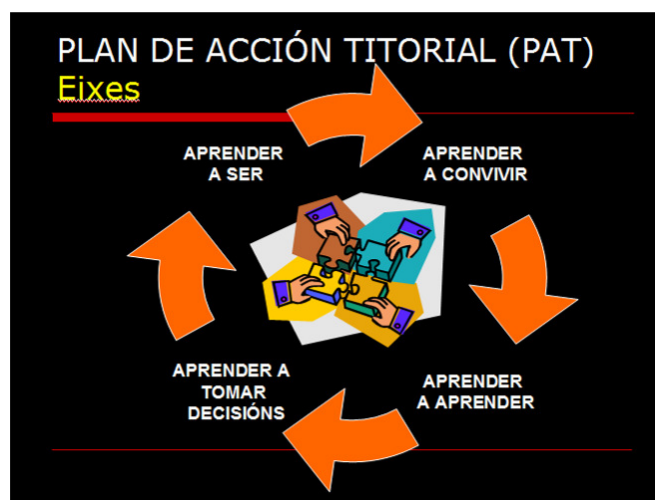 PLAN DE ACCIÓN TITORIAL (PAT)
Eixes
APRENDER
A SER
APRENDER
A CONVIVIR
APRENDER A
TOMAR
DECISIÓNS
APRENDER
A APRENDER